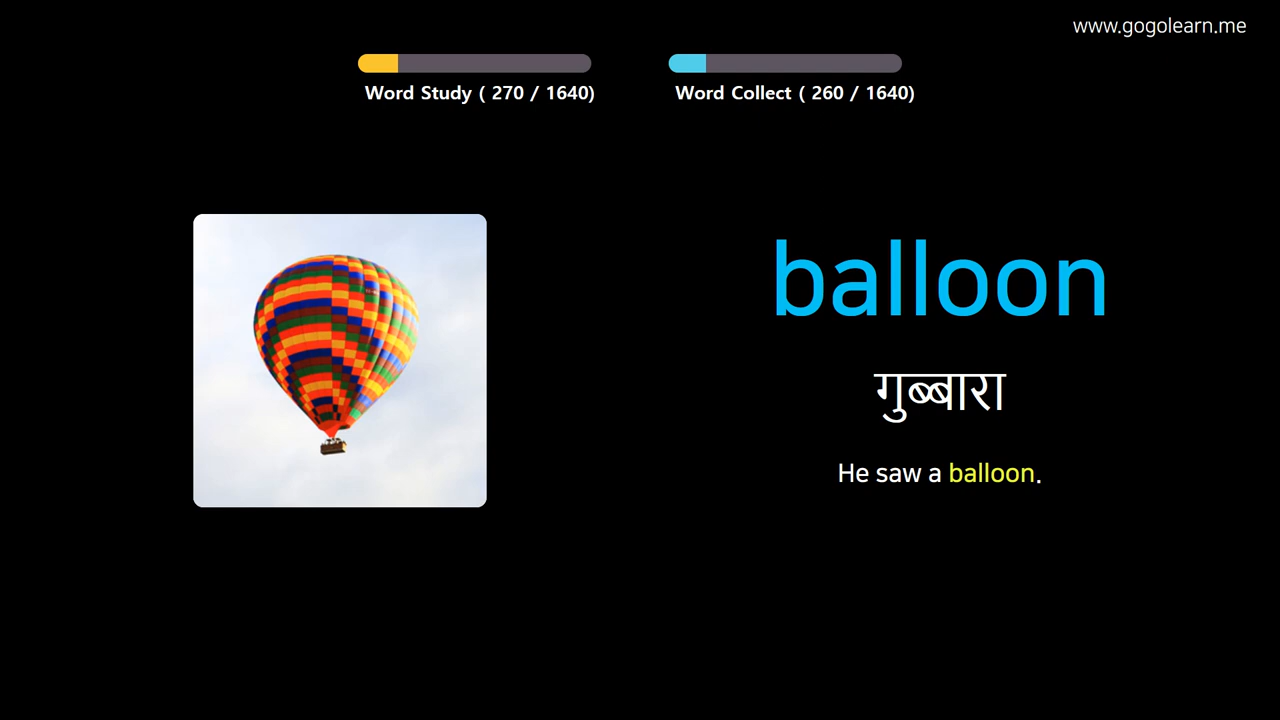 www.gogolearn.me
Word Study ( 270 / 1640)
Word Collect ( 260 / 1640)
balloon
गुब्बारा
He saw a balloon.